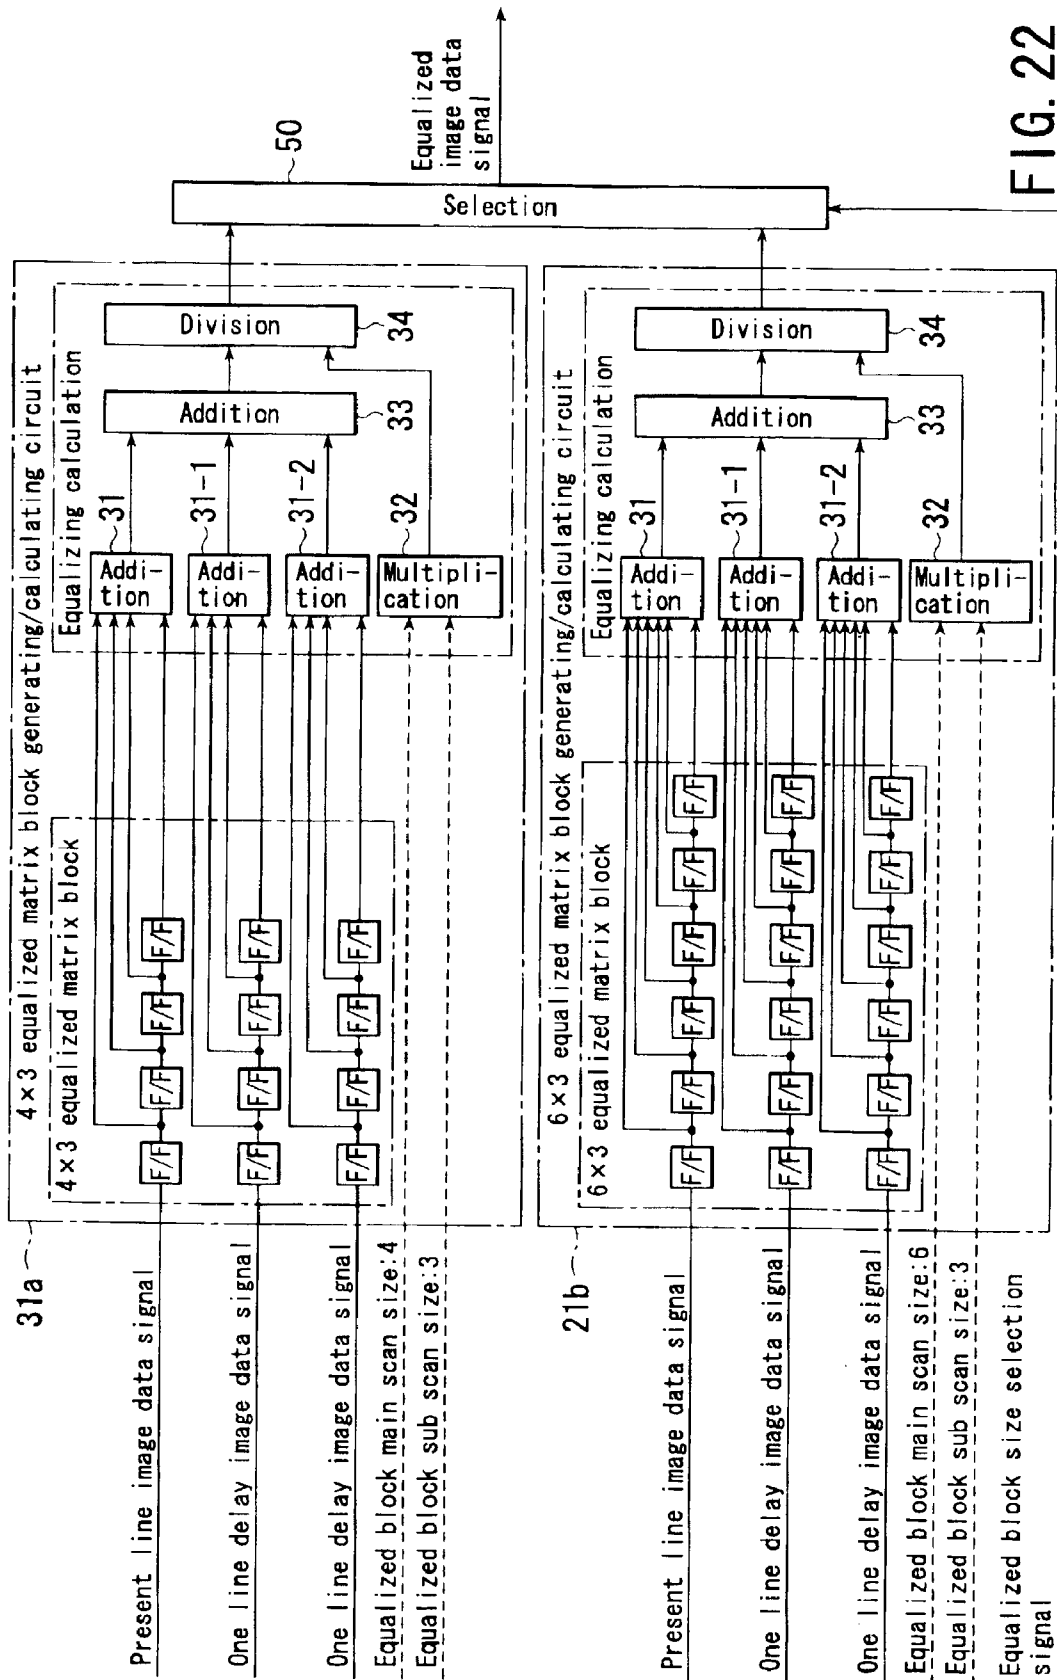 31a
4×3 equalized matrix block generating/calculating circuit
4×3 equalized matrix block
Equalizing calculation
Present line image data signal
F/F
F/F
F/F
F/F
Addi-
tion
31
One line delay image data signal
F/F
F/F
F/F
F/F
Addi-
tion
31-1
One line delay image data signal
F/F
F/F
F/F
F/F
Addi-
tion
31-2
Equalized block main scan size:4
Equalized block sub scan size:3
Multipli-
cation
32
Addition
33
Division
34
21b
6×3 equalized matrix block generating/calculating circuit
6×3 equalized matrix block
Equalizing calculation
Present line image data signal
F/F
F/F
F/F
F/F
F/F
F/F
Addi-
tion
31
One line delay image data signal
F/F
F/F
F/F
F/F
F/F
F/F
Addi-
tion
31-1
One line delay image data signal
F/F
F/F
F/F
F/F
F/F
F/F
Addi-
tion
31-2
Equalized block main scan size:6
Equalized block sub scan size:3
Multipli-
cation
32
Addition
33
Division
34
Equalized block size selection
signal
Selection
50
Equalized
image data
signal
FIG. 22